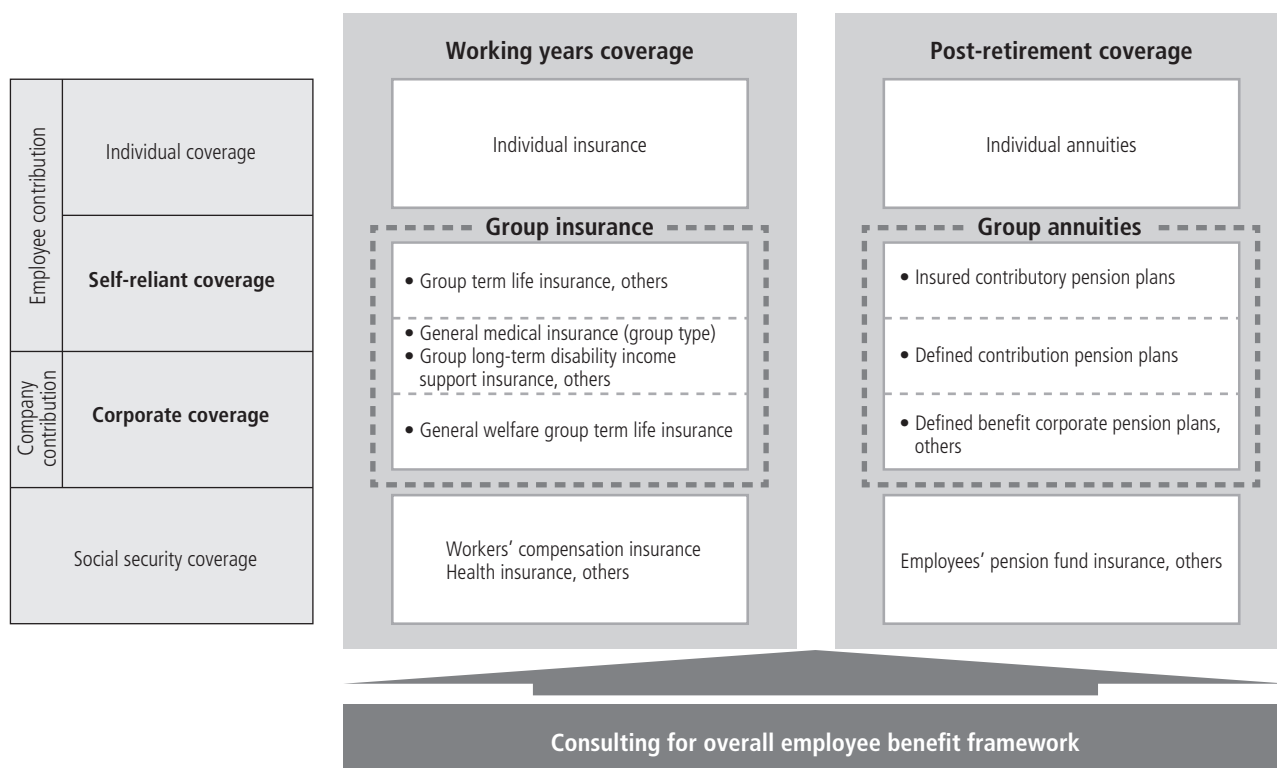 Working years coverage
Post-retirement coverage
Employee contribution
Individual coverage
Individual insurance
Individual annuities
Self-reliant coverage
Group insurance
• Group term life insurance, others
• General medical insurance (group type)
• Group long-term disability income
support insurance, others
• General welfare group term life insurance
Group annuities
• Insured contributory pension plans
• Defined contribution pension plans
• Defined benefit corporate pension plans,
others
Company
contribution
Corporate coverage
Social security coverage
Workers’ compensation insurance
Health insurance, others
Employees’ pension fund insurance, others
Consulting for overall employee benefit framework